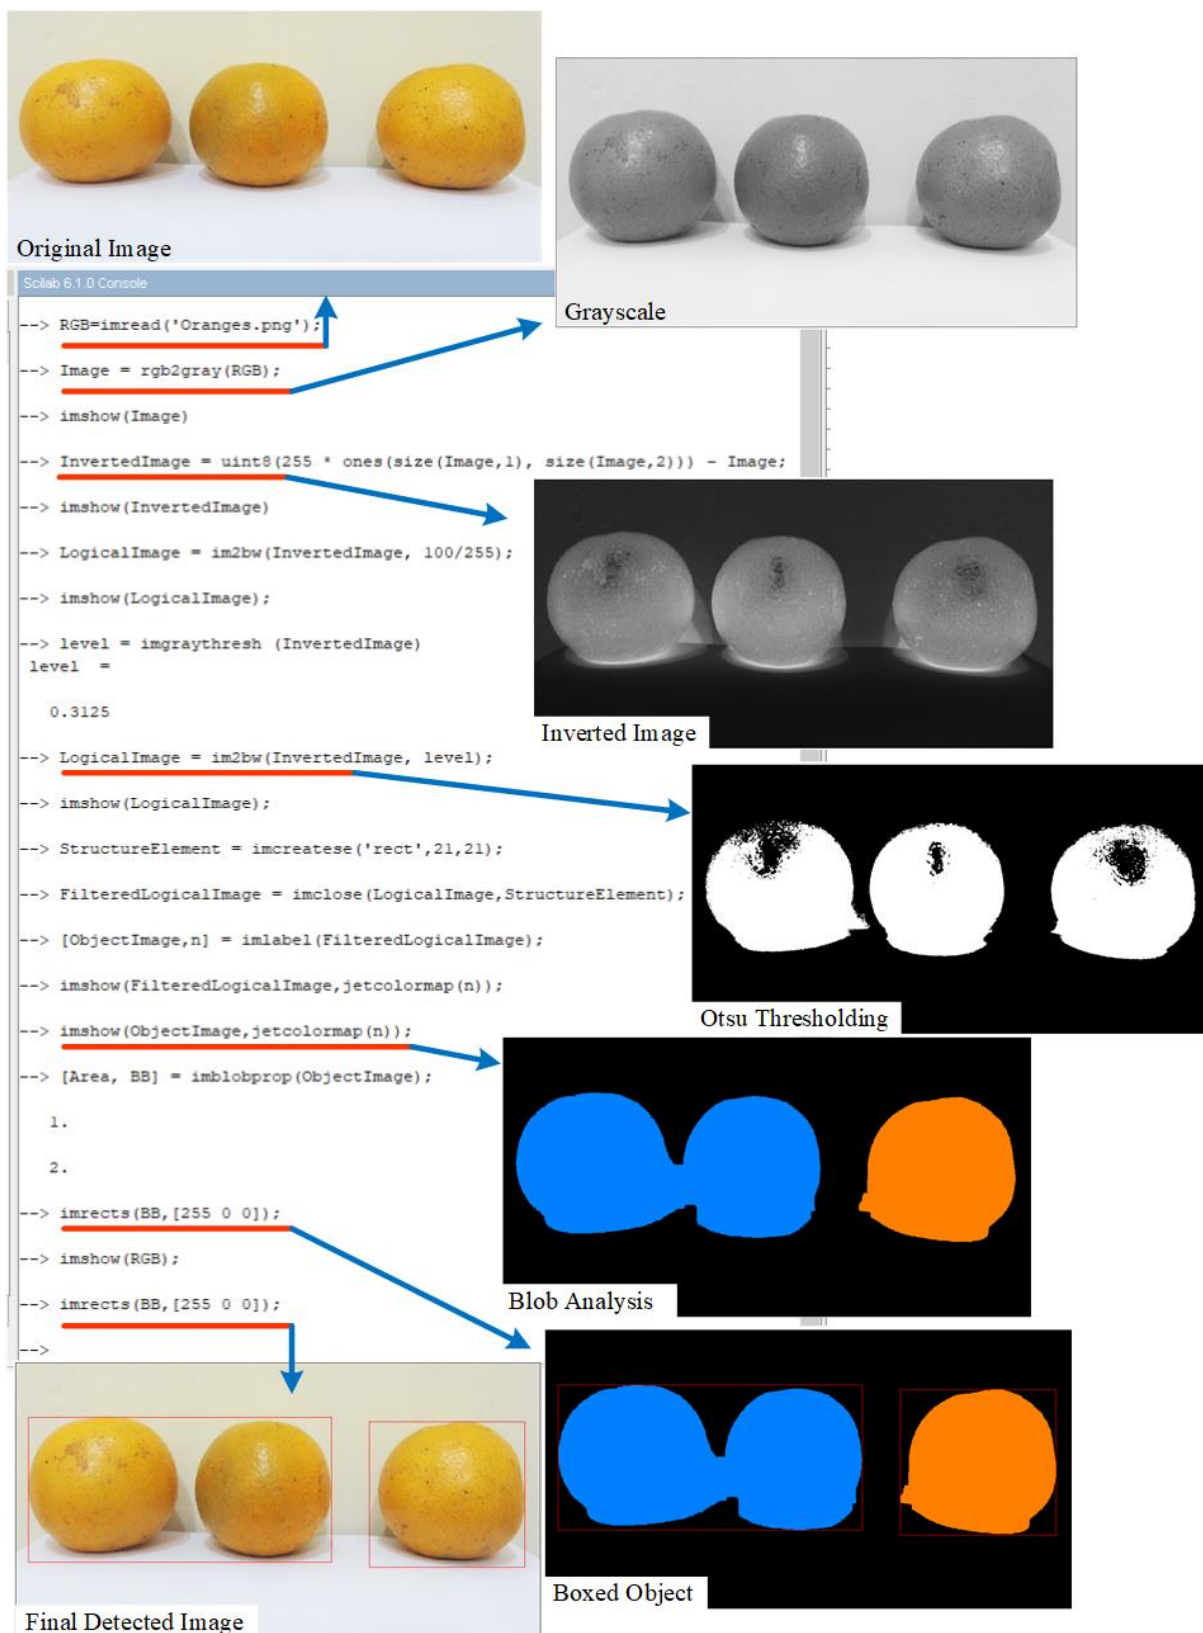 Original Image
Grayscale
Scilab 6.1.0 Console
--> RGB=imread('Oranges.png');
--> Image = rgb2gray(RGB);
--> imshow(Image)
--> InvertedImage = uint8(255 * ones(size(Image,1), size(Image,2))) - Image;
--> imshow(InvertedImage)
--> LogicalImage = im2bw(InvertedImage, 100/255);
--> imshow(LogicalImage);
--> level = imgraythresh (InvertedImage)
level  =
0.3125
Inverted Image
--> LogicalImage = im2bw(InvertedImage, level);
--> imshow(LogicalImage);
--> StructureElement = imcreatese('rect',21,21);
--> FilteredLogicalImage = imclose(LogicalImage,StructureElement);
--> [ObjectImage,n] = imlabel(FilteredLogicalImage);
--> imshow(FilteredLogicalImage,jetcolormap(n));
Otsu Thresholding
--> imshow(ObjectImage,jetcolormap(n));
--> [Area, BB] = imblobprop(ObjectImage);
1.
2.
--> imrects(BB,[255 0 0]);
--> imshow(RGB);
Blob Analysis
--> imrects(BB,[255 0 0]);
-->
Boxed Object
Final Detected Image